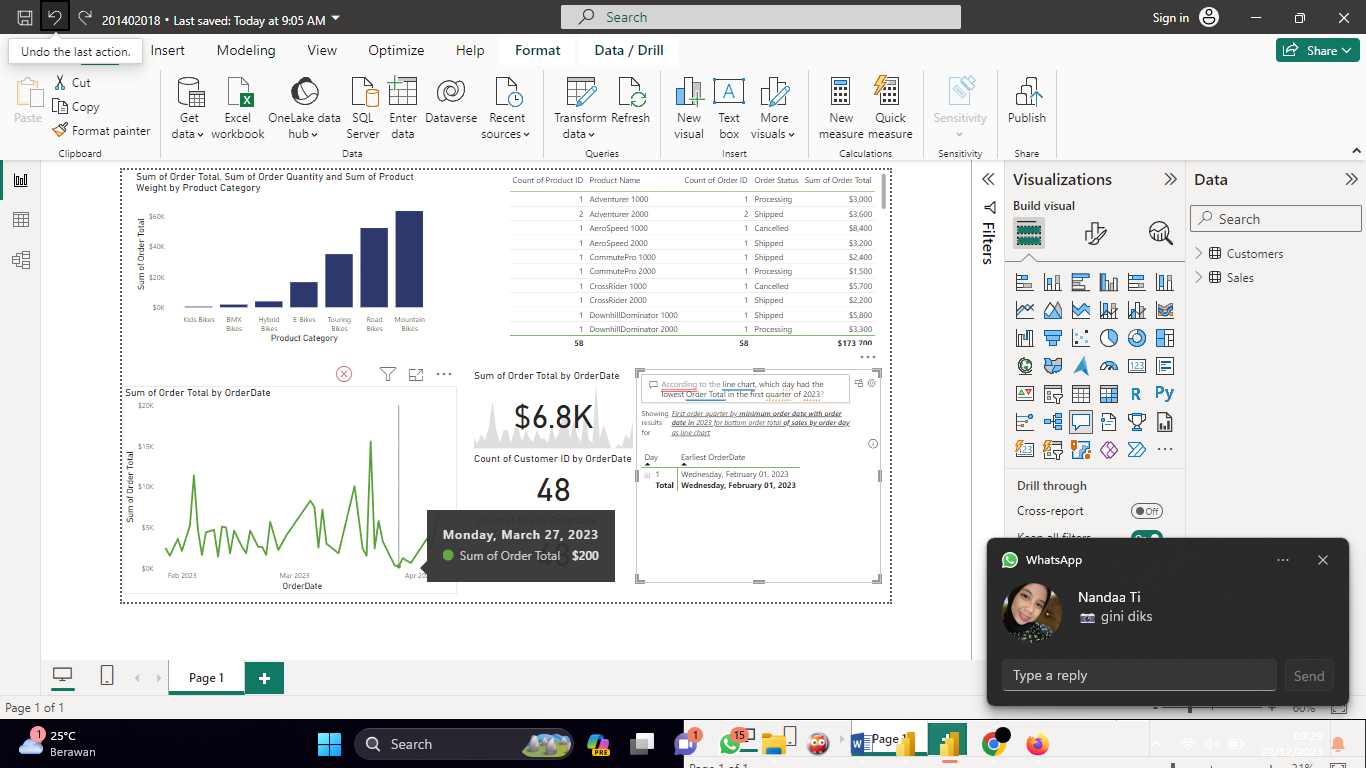 201402018 • Last saved: Today at 9:05 AM
Search
Sign in
Undo the last action.
Insert
Modeling
View
Optimize
Help
Format
Data / Drill
Share
Paste
Cut
Copy
Format painter
Clipboard
Get data
Excel workbook
OneLake data hub
SQL Server
Enter data
Dataverse
Recent sources
Data
Transform data
Refresh
Queries
New visual
Text box
More visuals
Insert
New measure
Quick measure
Calculations
Sensitivity
Sensitivity
Publish
Share
Sum of Order Total, Sum of Order Quantity and Sum of Product
Weight by Product Category
Sum of Order Total
$60K
$40K
$20K
$0K
Kids Bikes
BMX Bikes
Hybrid Bikes
E Bikes
Touring Bikes
Road Bikes
Mountain Bikes
Product Category
Count of Product ID Product Name Count of Order ID Order Status Sum of Order Total
1 Adventurer 1000 1 Processing $3,000
2 Adventurer 2000 2 Shipped $3,600
1 AeroSpeed 1000 1 Cancelled $8,400
1 AeroSpeed 2000 1 Shipped $3,200
1 CommutePro 1000 1 Shipped $2,400
1 CommutePro 2000 1 Processing $1,500
1 CrossRider 1000 1 Cancelled $5,700
1 CrossRider 2000 1 Shipped $2,200
1 DownhillDominator 1000 1 Shipped $5,800
1 DownhillDominator 2000 1 Processing $3,300
58 58 $173,700
Sum of Order Total by OrderDate
Sum of Order Total
$20K
$15K
$10K
$5K
$0K
Feb 2023
Mar 2023
Apr 20
OrderDate
Monday, March 27, 2023
Sum of Order Total $200
Sum of Order Total by OrderDate
$6.8K
Count of Customer ID by OrderDate
48
According to the line chart, which day had the
lowest Order Total in the first quarter of 2023?
Showing results for
First order quarter by minimum order date with order
date in 2023 for bottom order total of sales by order day
as line chart
Day Earliest OrderDate
1 Wednesday, February 01, 2023
Total Wednesday, February 01, 2023
Filters
Visualizations
Build visual
123
R
Py
Drill through
Cross-report
Off
Keep all filters
On
Data
Search
Customers
Sales
WhatsApp
Nandaa Ti
gini diks
Type a reply
Send
Page 1
Page 1 of 1
60%
1
25°C
Berawan
Search
PRE
1
15
Page 1
09:29
22/12/2023
Page 1 of 1
31%